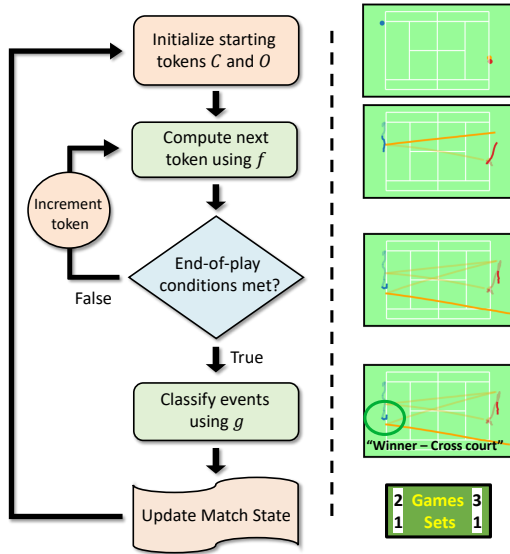 Initialize starting
tokens C and O
Compute next
token using f
Increment
token
End-of-play
conditions met?
False
True
Classify events
using g
Update Match State
"Winner – Cross court"
2 Games 3
1 Sets 1